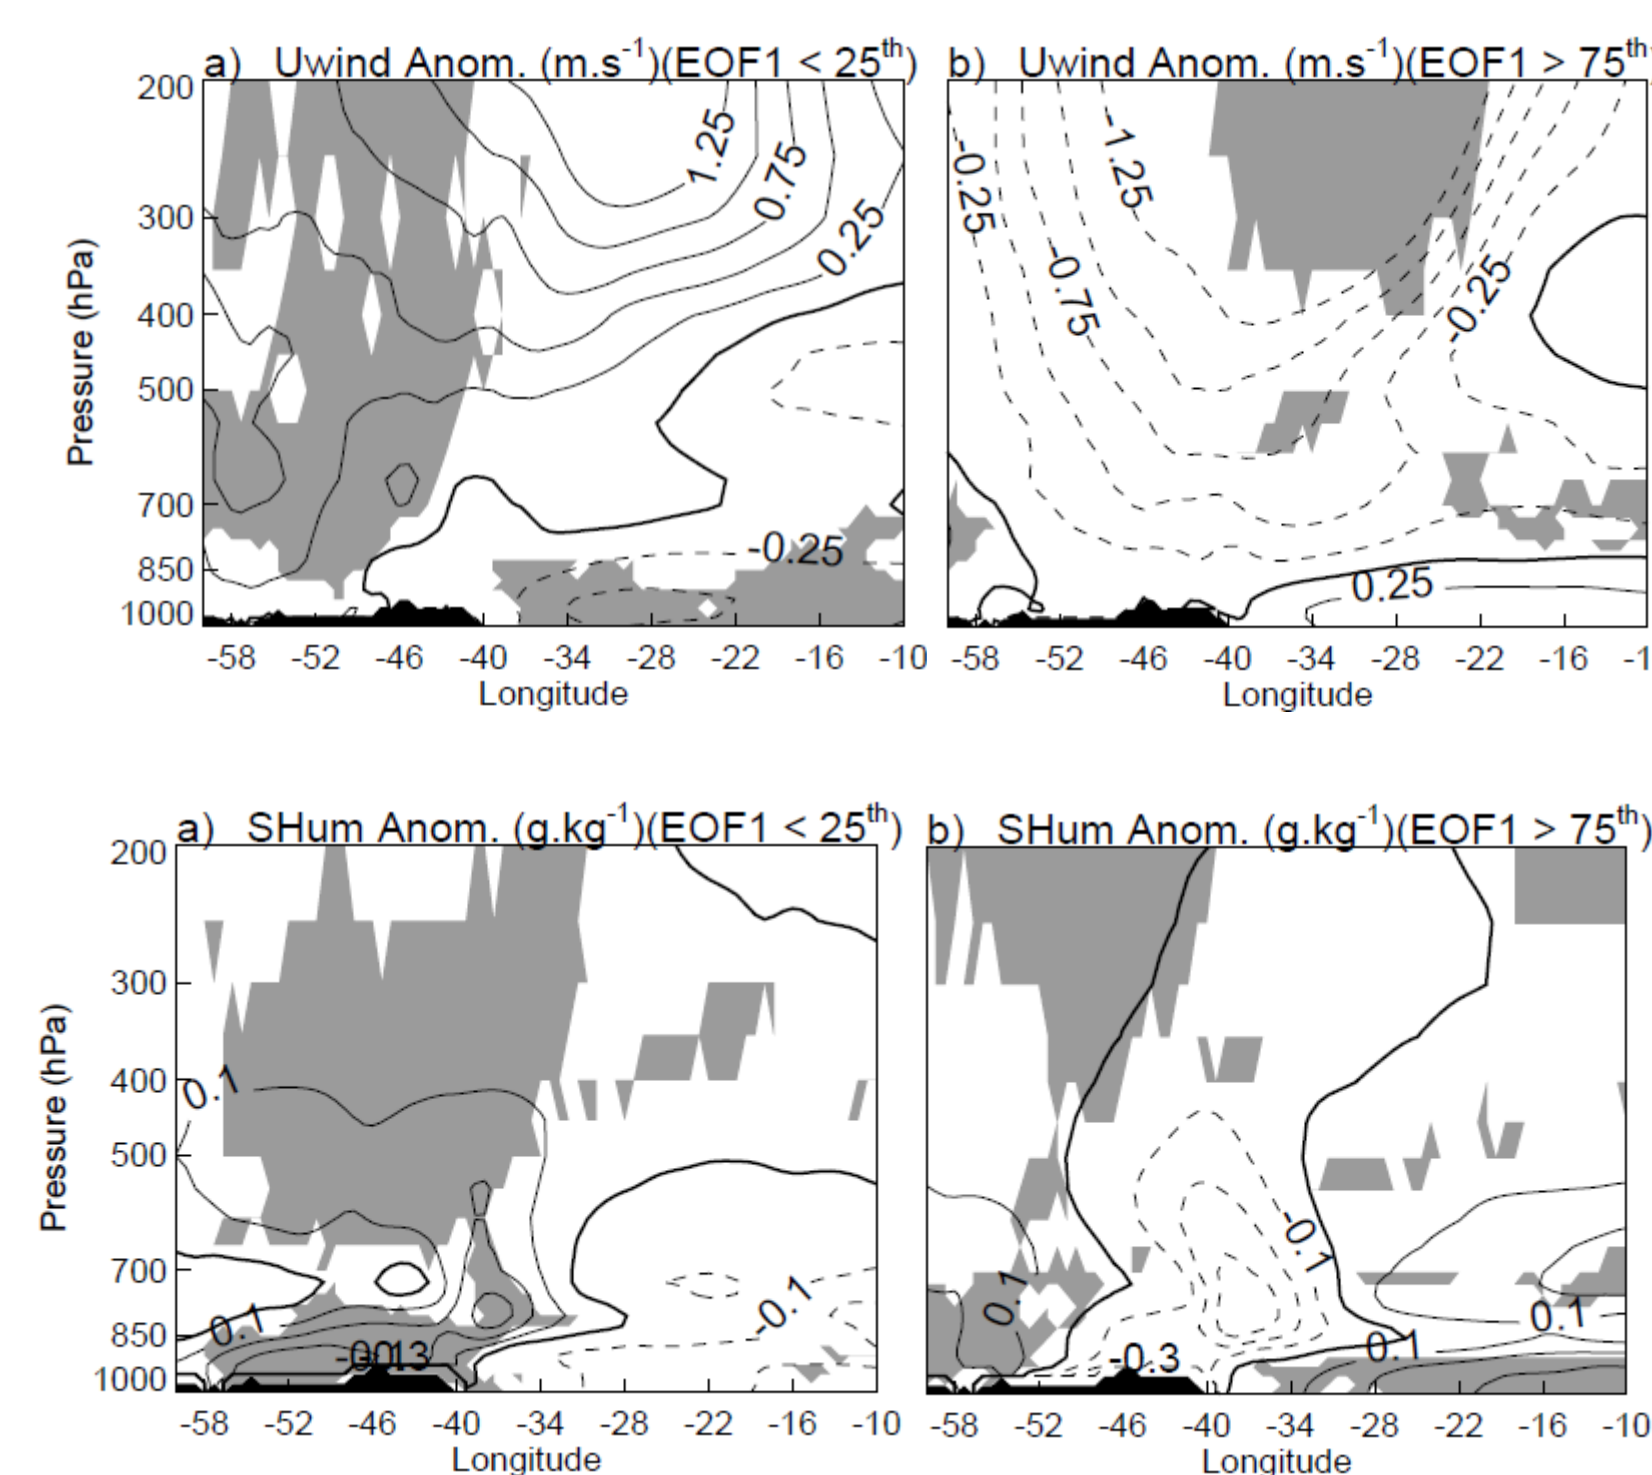 a) Uwind Anom. (m.s-1)(EOF1 < 25th)
b) Uwind Anom. (m.s-1)(EOF1 > 75th
Pressure (hPa)
200
300
400
500
700
850
1000
1.25
0.75
0.25
-0.25
-0.25
-1.25
-0.75
-0.25
0.25
-58 -52 -46 -40 -34 -28 -22 -16 -10
-58 -52 -46 -40 -34 -28 -22 -16 -1
Longitude
Longitude
a) SHum Anom. (g.kg-1)(EOF1 < 25th)
b) SHum Anom. (g.kg-1)(EOF1 > 75th)
Pressure (hPa)
200
300
400
500
700
850
1000
0.1
0.1
-0.1
0.1
-0.1
0.1
0.1
-0.3
-58 -52 -46 -40 -34 -28 -22 -16 -10
-58 -52 -46 -40 -34 -28 -22 -16 -10
Longitude
Longitude